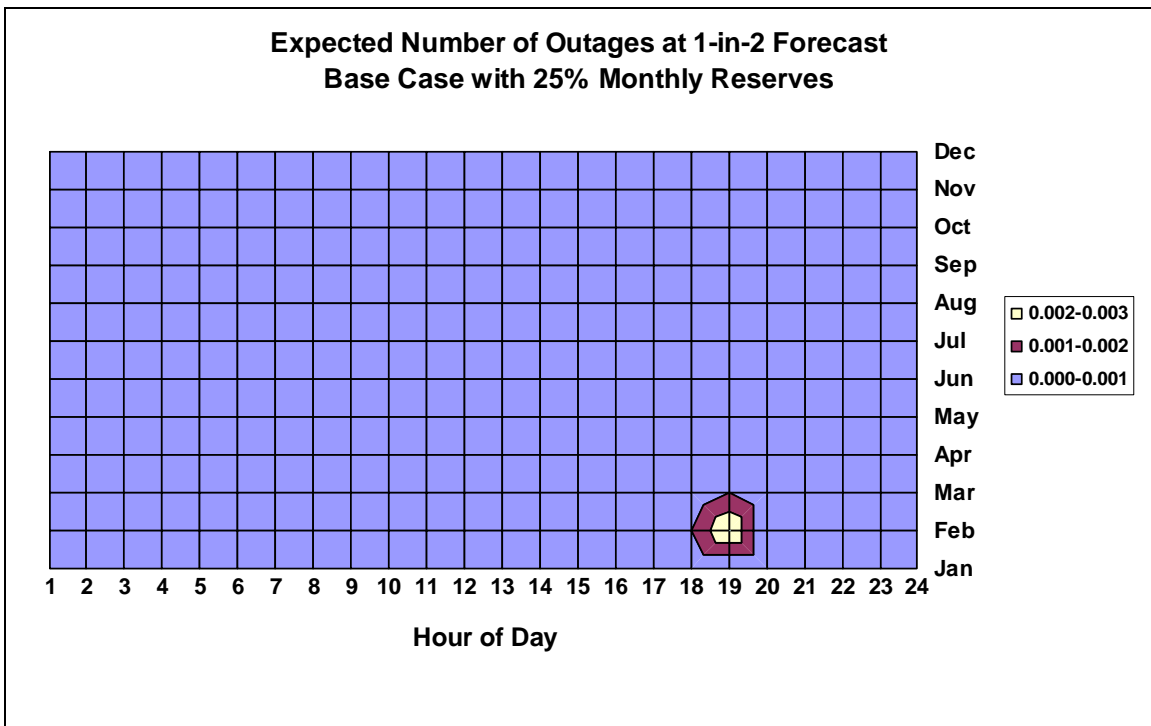 Expected Number of Outages at 1-in-2 Forecast
Base Case with 25% Monthly Reserves
Dec
Nov
Oct
Sep
Aug
Jul
Jun
May
Apr
Mar
Feb
Jan
0.002-0.003
0.001-0.002
0.000-0.001
1 2 3 4 5 6 7 8 9 10 11 12 13 14 15 16 17 18 19 20 21 22 23 24
Hour of Day